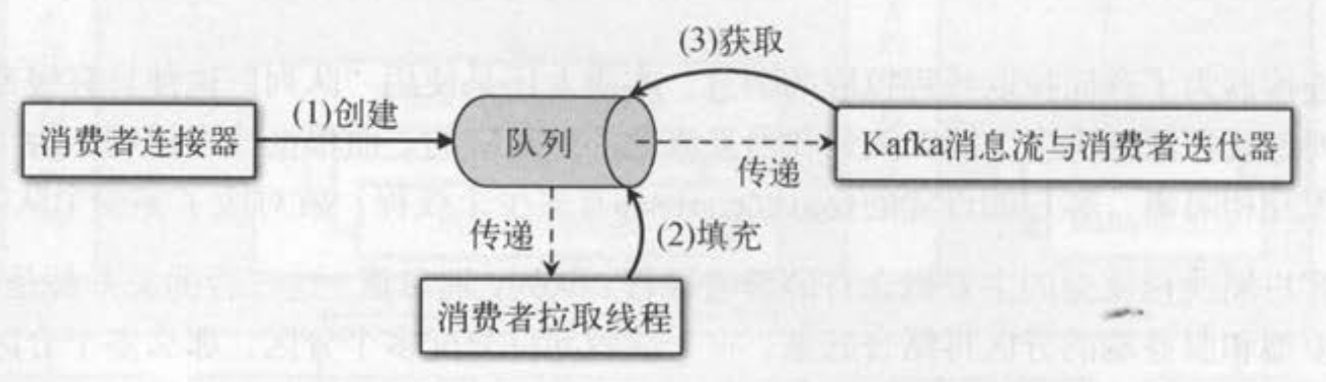 (3)获取
消费者连接器
(1)创建
队列
传递
Kafka消息流与消费者迭代器
传递
(2)填充
消费者拉取线程